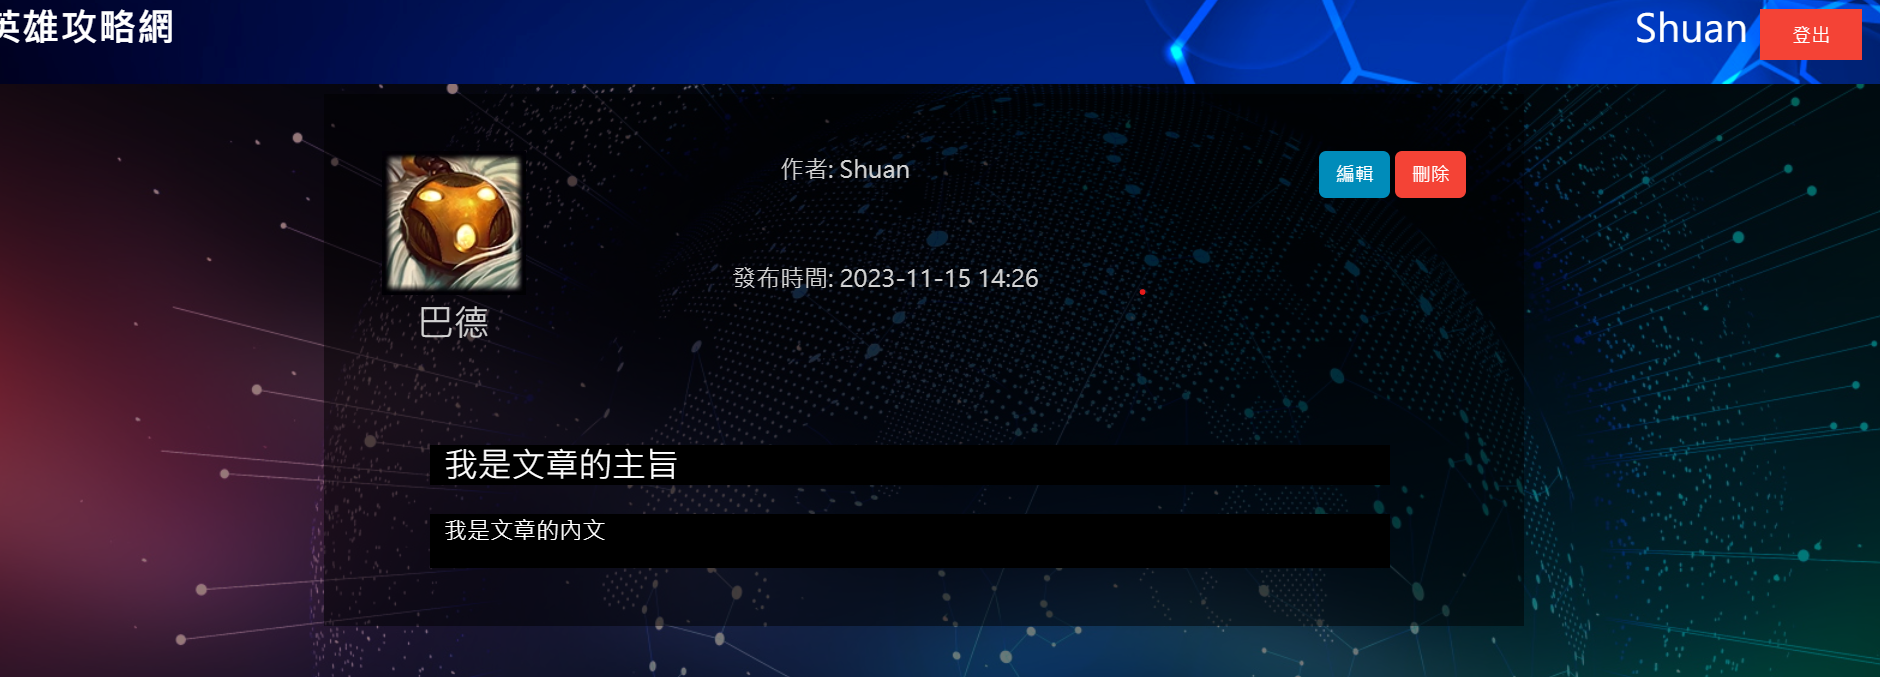 英雄攻略網
Shuan
登出
作者: Shuan
編輯
刪除
發布時間: 2023-11-15 14:26
巴德
我是文章的主旨
我是文章的內文